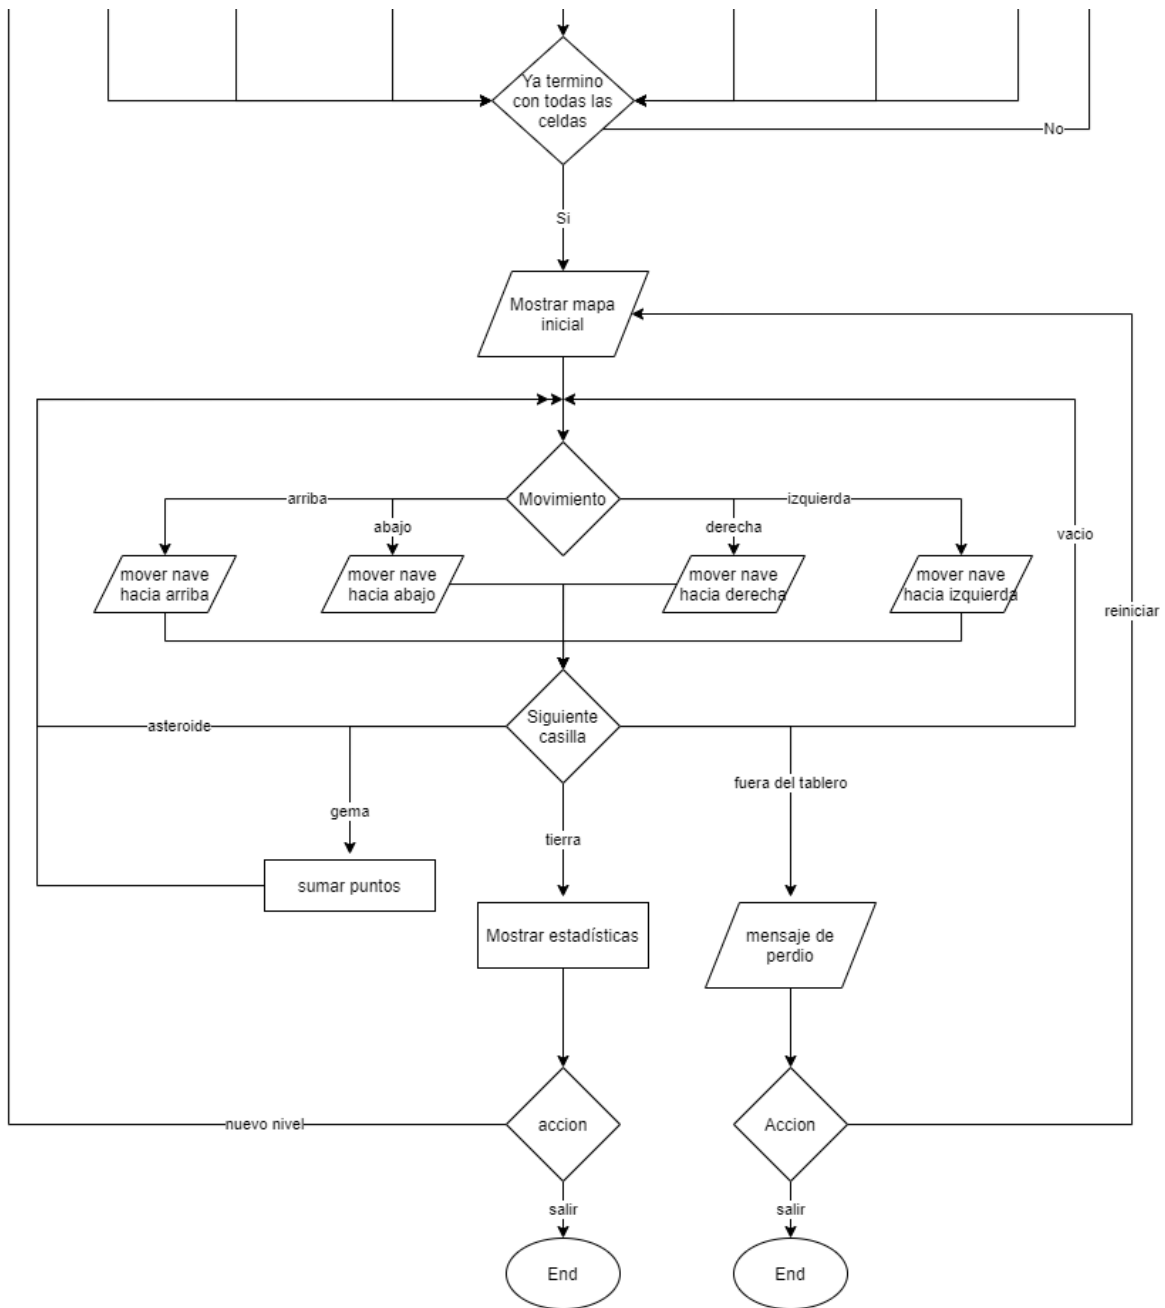 Ya termino
con todas las
celdas
No
Si
Mostrar mapa
inicial
Movimiento
arriba
izquierda
abajo
derecha
vacio
mover nave
hacia arriba
mover nave
hacia abajo
mover nave
hacia derecha
mover nave
hacia izquierda
reiniciar
Siguiente
casilla
asteroide
fuera del tablero
gema
tierra
sumar puntos
Mostrar estadísticas
mensaje de
perdio
nuevo nivel
accion
Accion
salir
salir
End
End